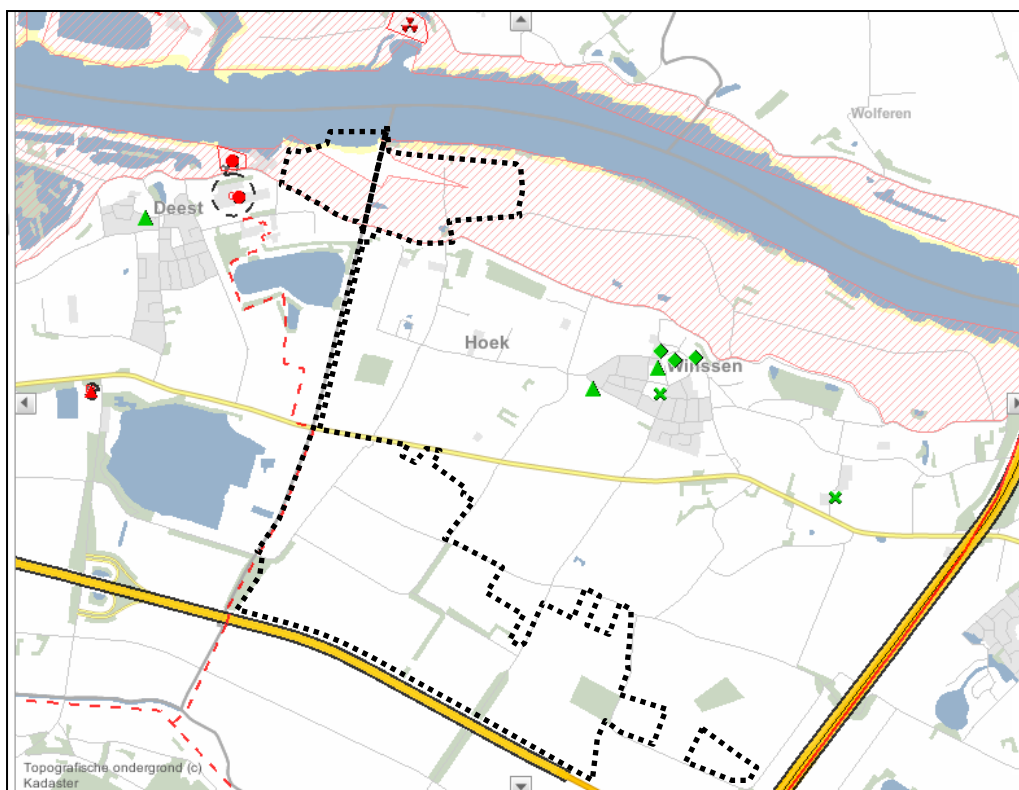 Wolferen
Deest
Hoek
Winssen
Topografische ondergrond (c)
Kadaster